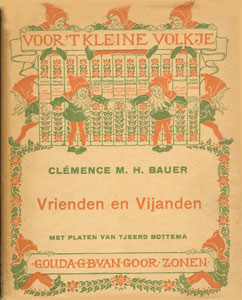 VOOR 'T KLEINE VOLKJE
CLÉMENCE M. H. BAUER
Vrienden en Vijanden
MET PLATEN VAN TJEERD BOTTEMA
GOUDA·G·B·VAN·GOOR·ZONEN·